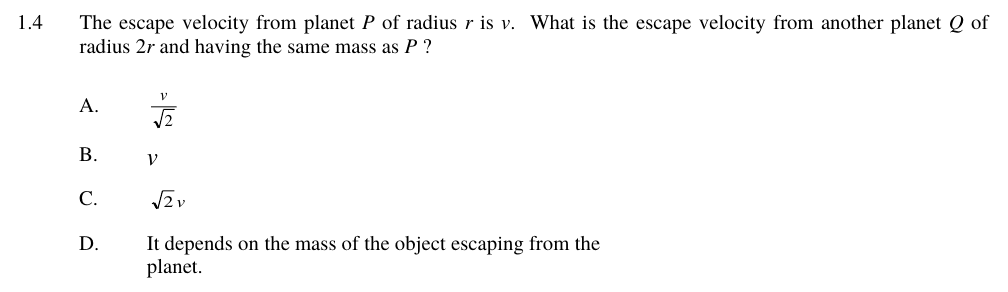 1.4 The escape velocity from planet P of radius r is v. What is the escape velocity from another planet Q of
radius 2r and having the same mass as P ?
A. v/√2
B. v
C. √2 v
D. It depends on the mass of the object escaping from the
planet.